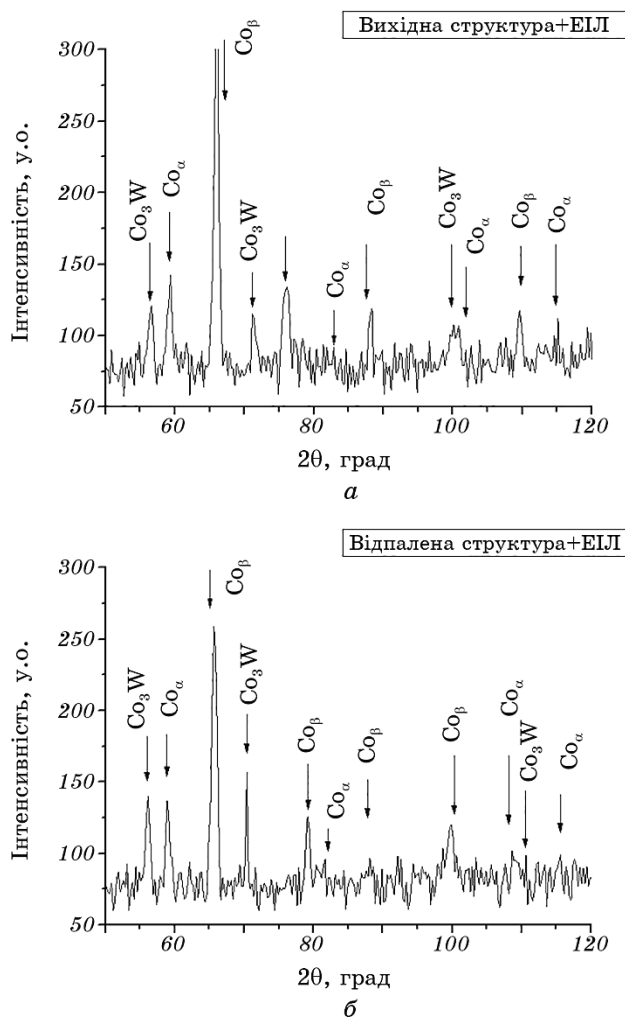 Вихідна структура+ЕІЛ
Интенсивність, у.о.
300
250
200
150
100
50
Co₃W
Coα
Coβ
Co₃W
Coα
Coβ
Co₃W
Coα
Coβ
Coα
60
80
100
120
2θ, град
а
Відпалена структура+ЕІЛ
Інтенсивність, у.о.
300
250
200
150
100
50
Co₃W
Coα
Coβ
Co₃W
Coβ
Coα
Coβ
Coβ
Coα
Co₃W
Coα
60
80
100
120
2θ, град
б